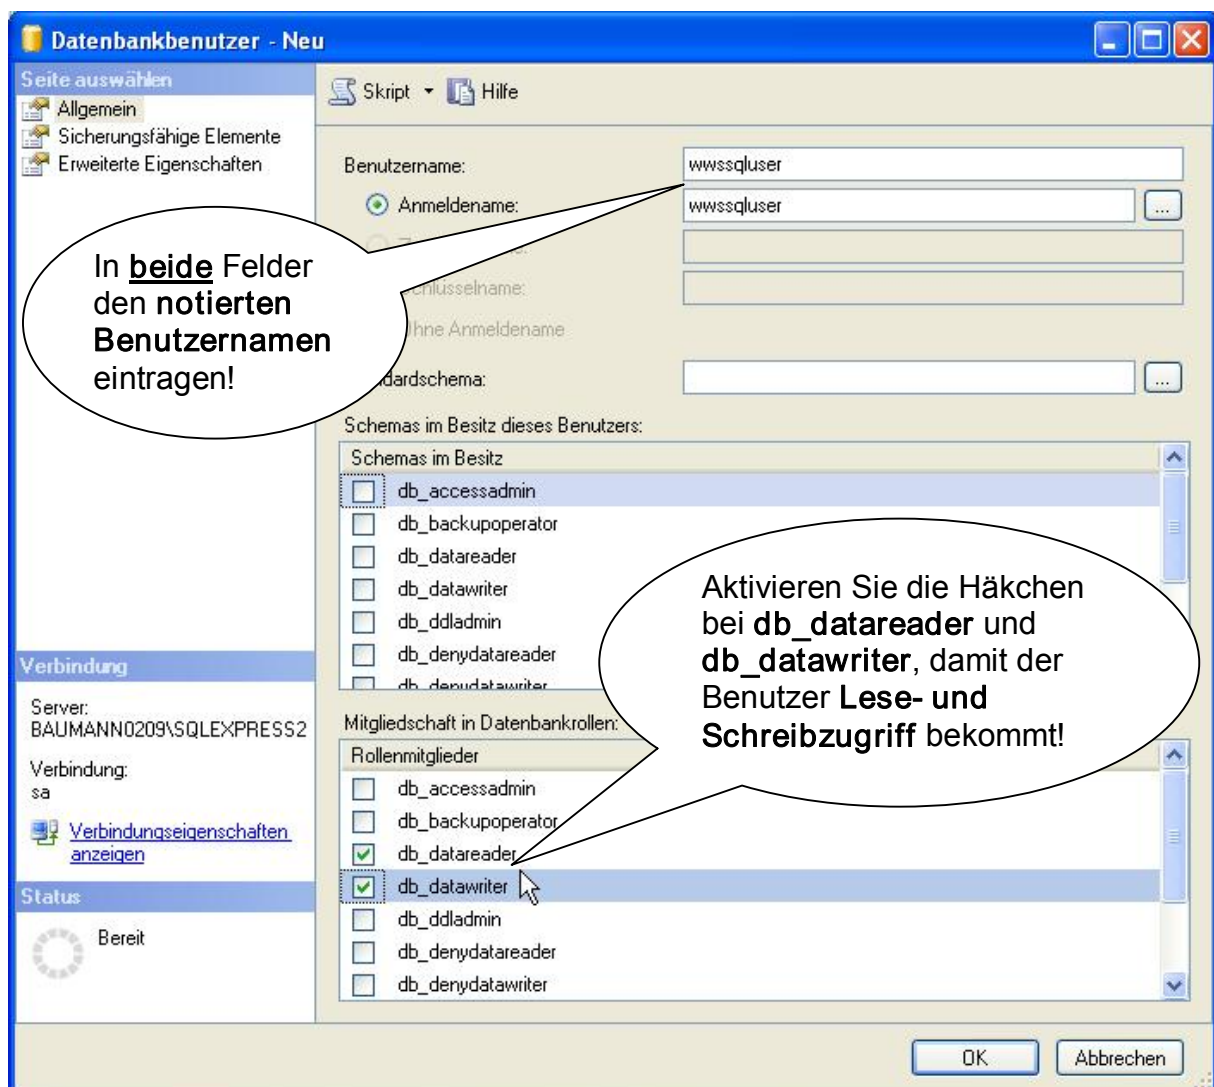 Datenbankbenutzer - Neu
Seite auswählen
Allgemein
Sicherungsfähige Elemente
Erweiterte Eigenschaften
Skript
Hilfe
Benutzername:
wwssqluser
Anmeldename:
wwssqluser
...
Ohne Anmeldename
...
Schemas im Besitz dieses Benutzers:
Schemas im Besitz
db_accessadmin
db_backupoperator
db_datareader
db_datawriter
db_ddladmin
db_denydatareader
db_denydatawriter
In beide Felder
den notierten
Benutzernamen
eintragen!
Aktivieren Sie die Häkchen
bei db_datareader und
db_datawriter, damit der
Benutzer Lese- und
Schreibzugriff bekommt!
Mitgliedschaft in Datenbankrollen:
Rollenmitglieder
db_accessadmin
db_backupoperator
db_datareader
db_datawriter
db_ddladmin
db_denydatareader
db_denydatawriter
Verbindung
Server:
BAUMANN0209\SQLEXPRESS2
Verbindung:
sa
Verbindungseigenschaften
anzeigen
Status
Bereit
OK
Abbrechen